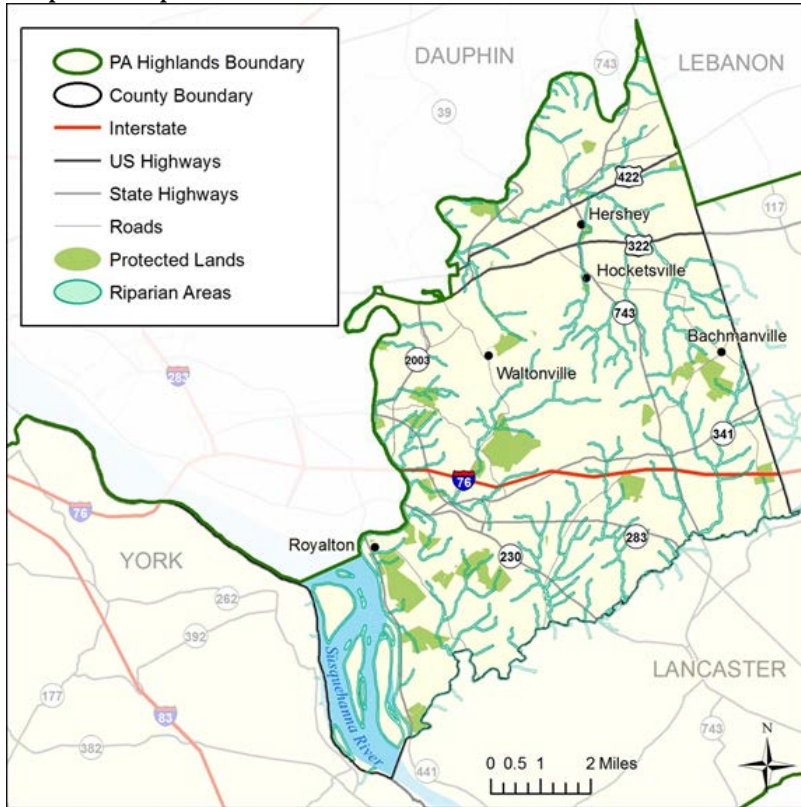 DAUPHIN
LEBANON
743
39
PA Highlands Boundary
County Boundary
Interstate
US Highways
State Highways
Roads
Protected Lands
Riparian Areas
422
117
Hershey
322
Hocketsville
743
Bachmanville
2003
Waltonville
283
341
76
76
Royalton
YORK
230
283
262
392
Susquehanna River
LANCASTER
177
83
382
743
N
0 0.5 1 2 Miles
441